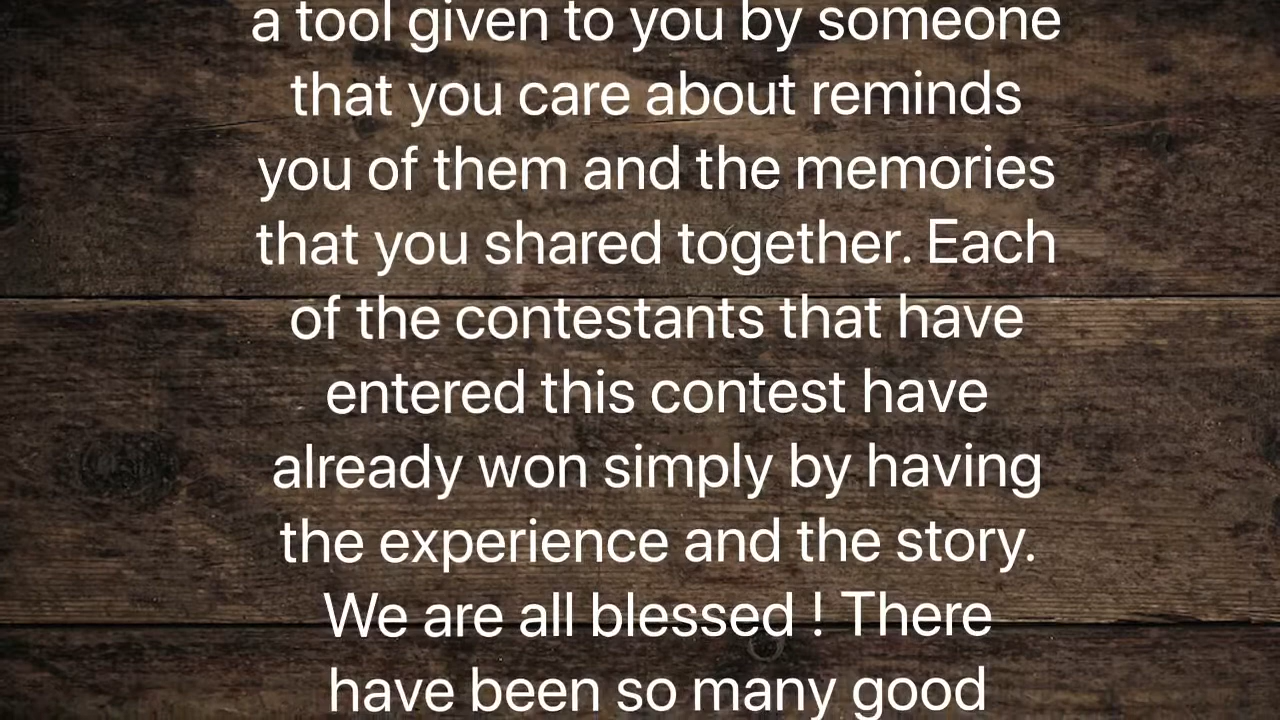 a tool given to you by someone
that you care about reminds
you of them and the memories
that you shared together. Each
of the contestants that have
entered this contest have
already won simply by having
the experience and the story.
We are all blessed ! There
have been so many good